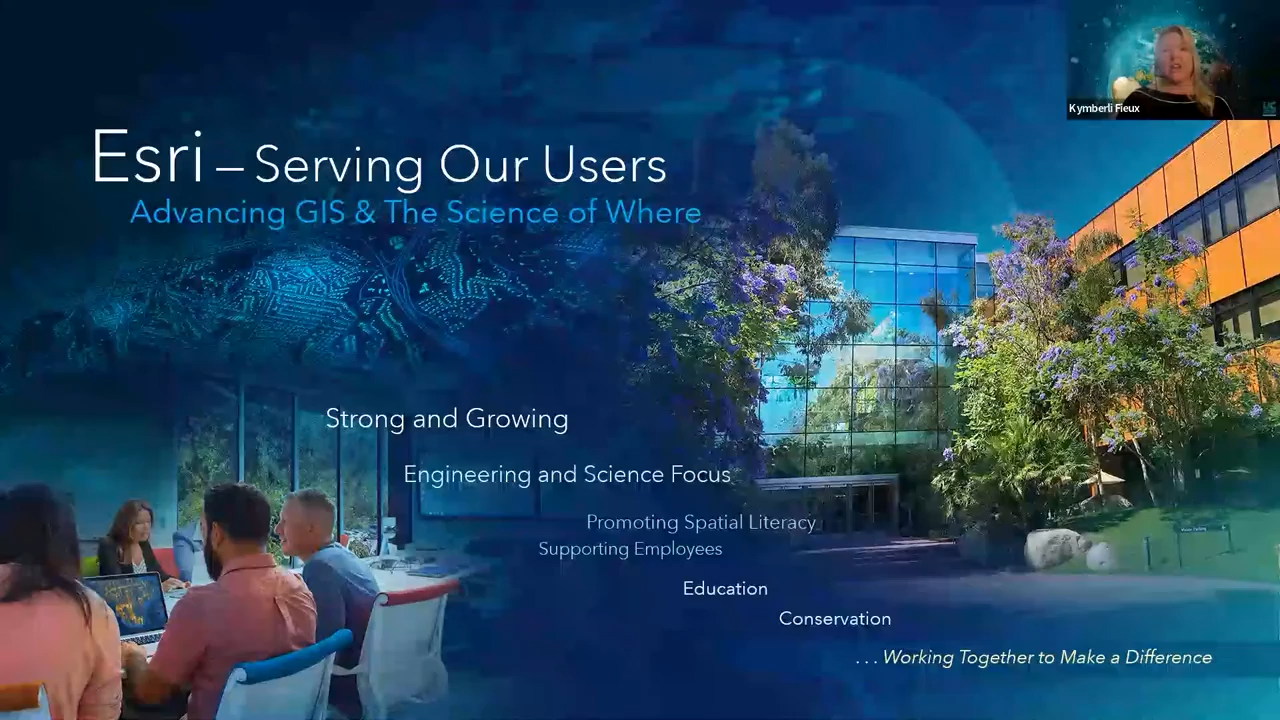 Kymberli Fieux
Esri – Serving Our Users
Advancing GIS & The Science of Where
Strong and Growing
Engineering and Science Focus
Promoting Spatial Literacy
Supporting Employees
Education
Conservation
. . . Working Together to Make a Difference